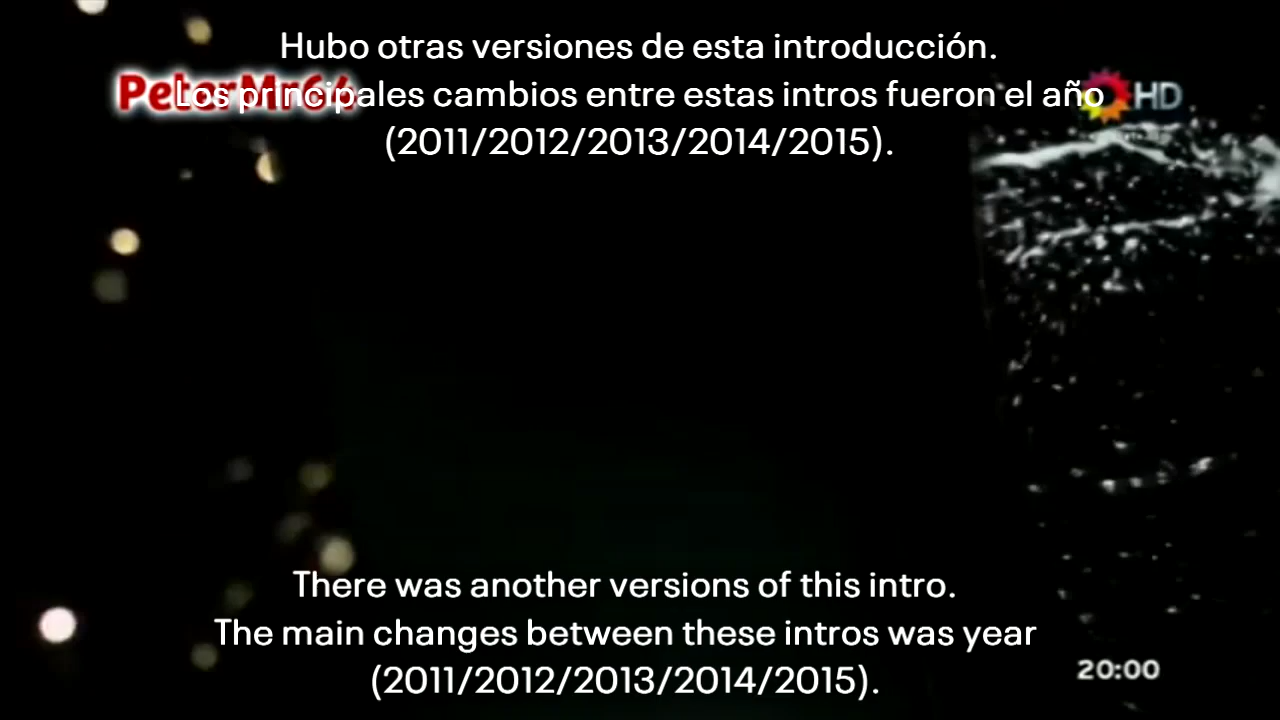 Hubo otras versiones de esta introducción.
PeterMr64
Los principales cambios entre estas intros fueron el año
HD
(2011/2012/2013/2014/2015).
There was another versions of this intro.
The main changes between these intros was year
(2011/2012/2013/2014/2015).
20:00